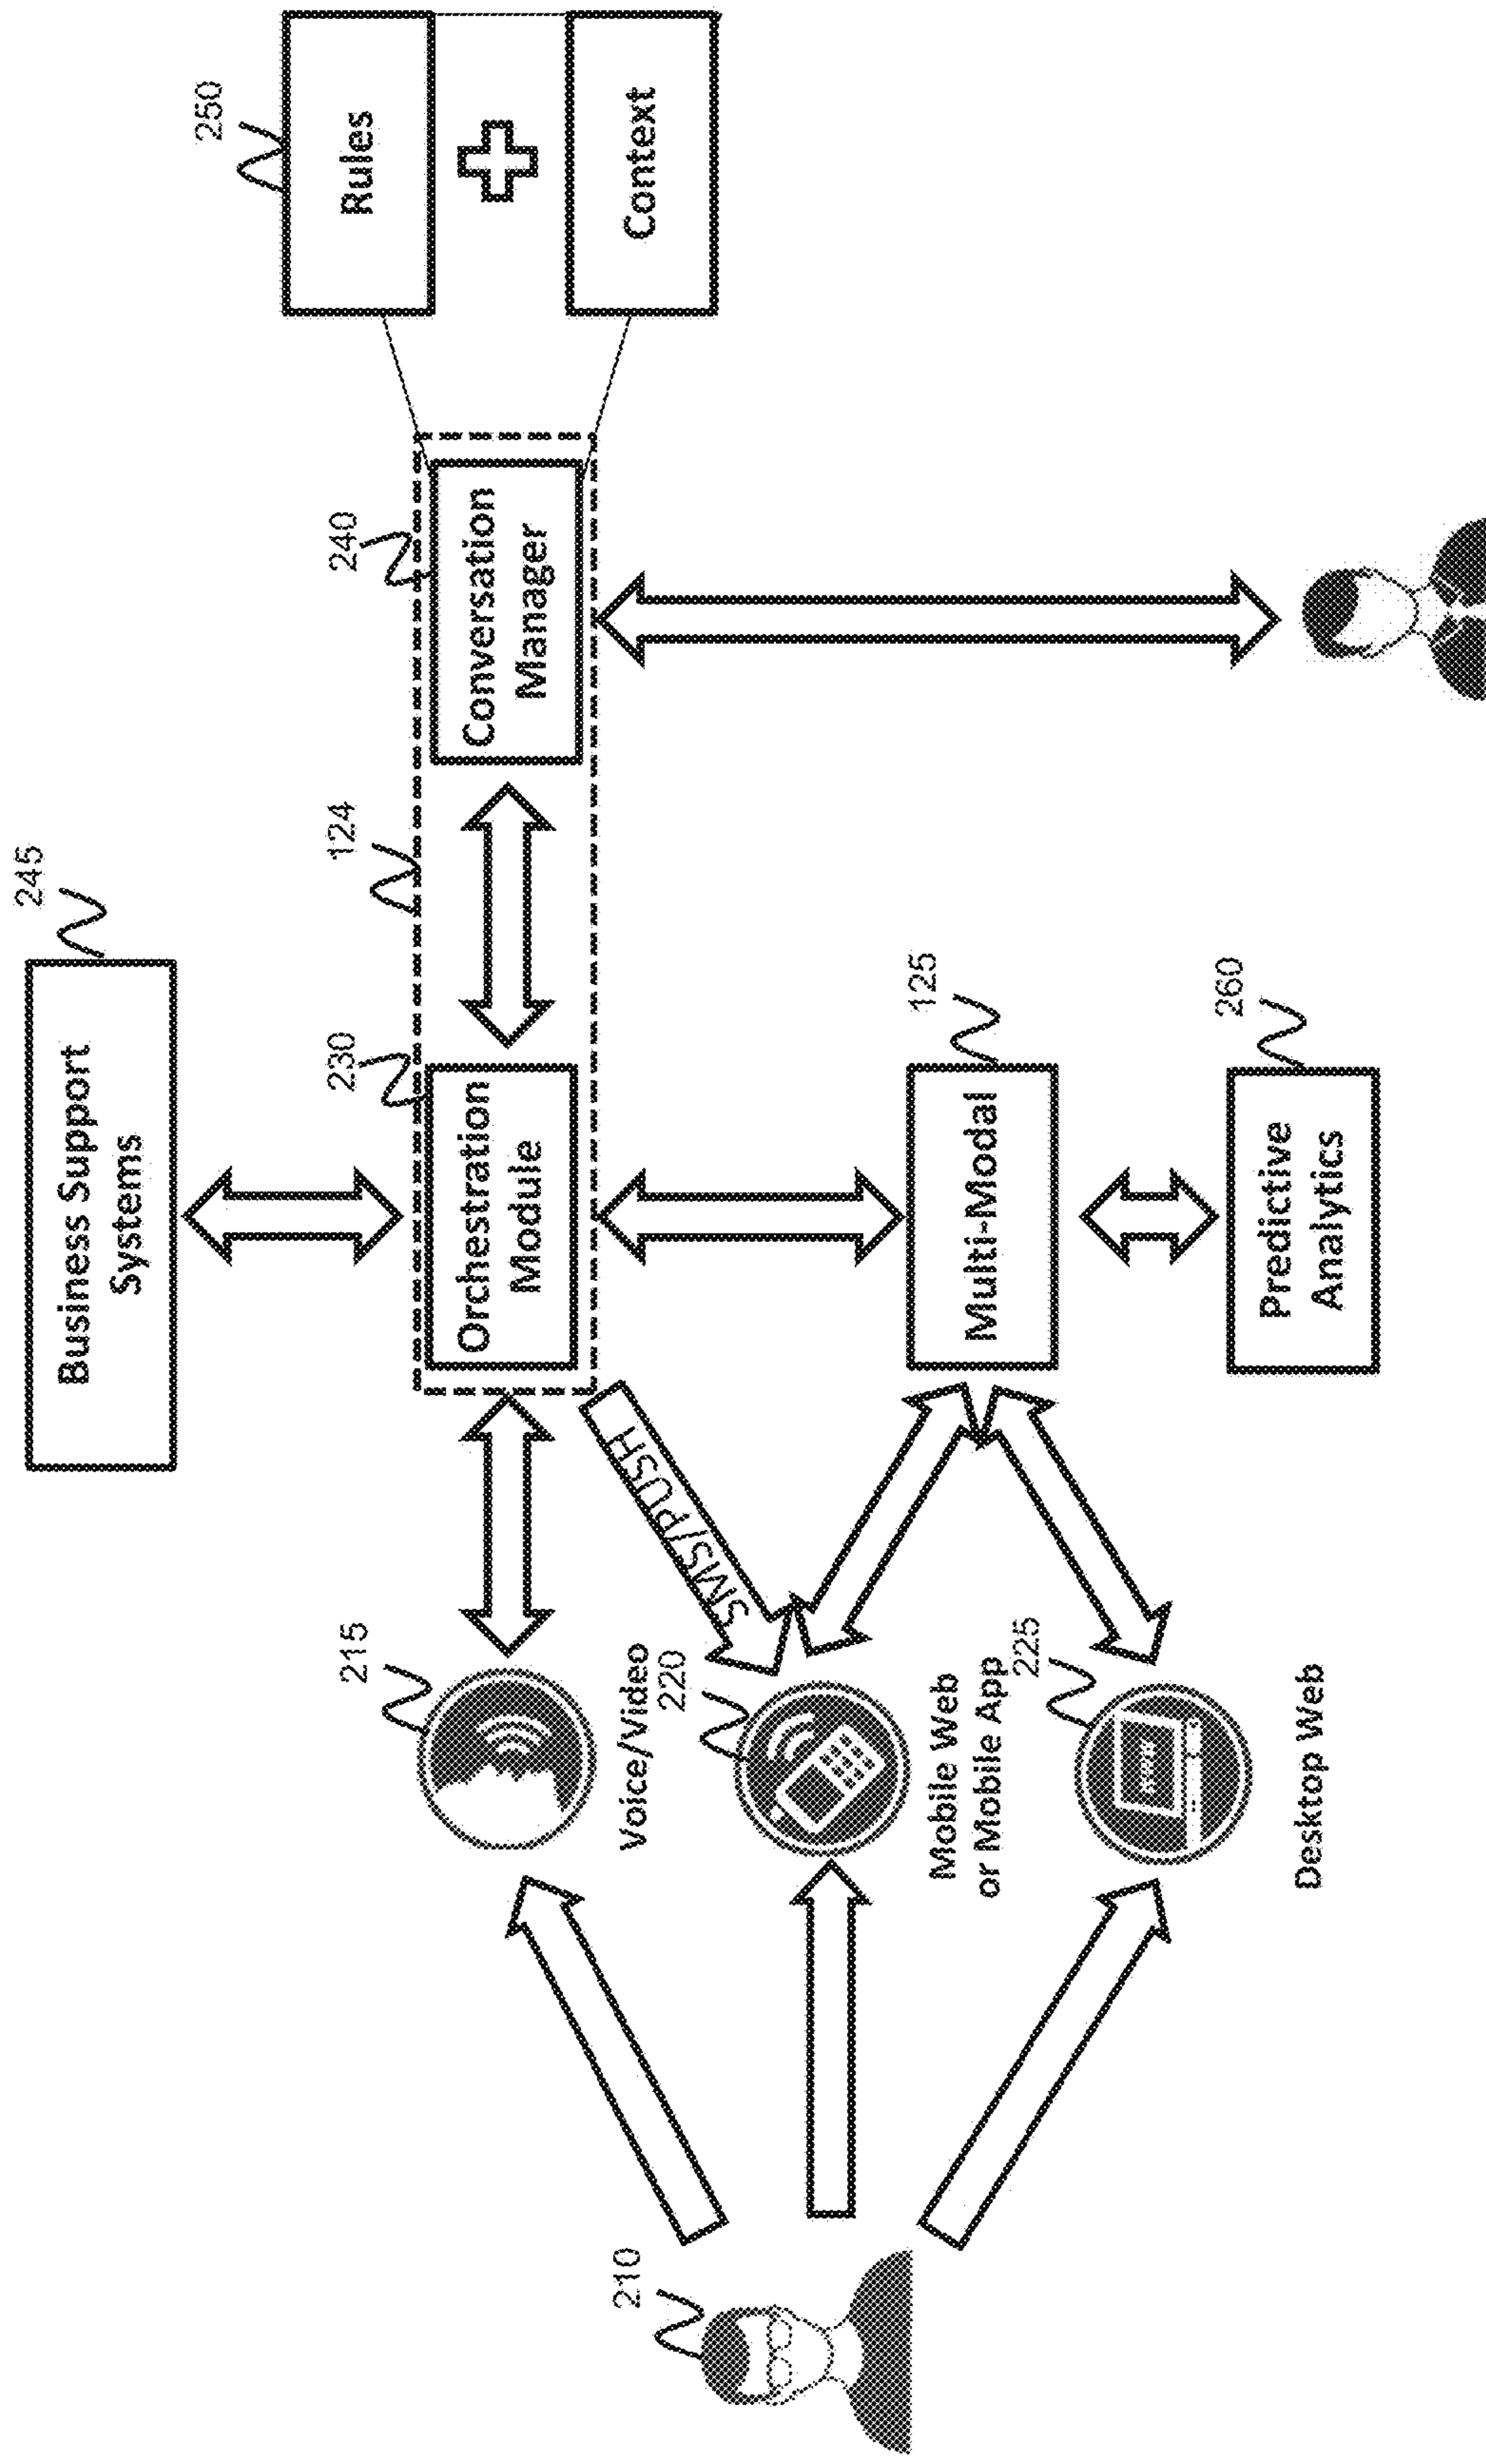 245
Business Support
Systems
250
Rules
Context
240
Conversation
Manager
124
230
Orchestration
Module
215
Voice/Video
SMS/PUSH
220
Mobile Web
or Mobile App
125
Multi-Modal
225
Desktop Web
260
Predictive
Analytics
210